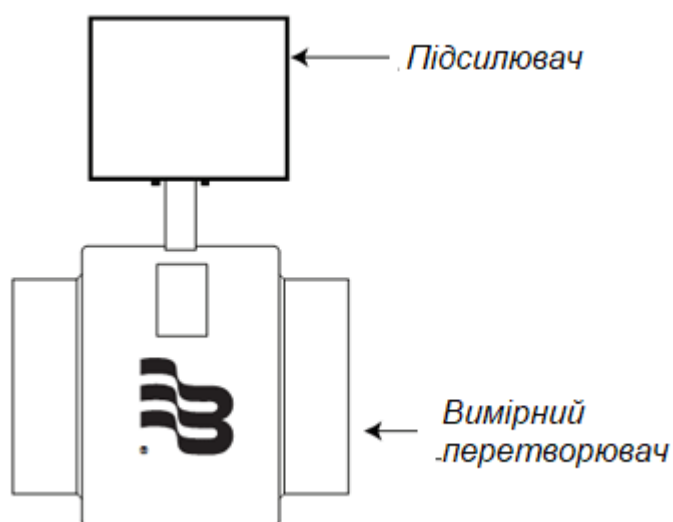 Підсилювач
Вимірний
перетворювач
®